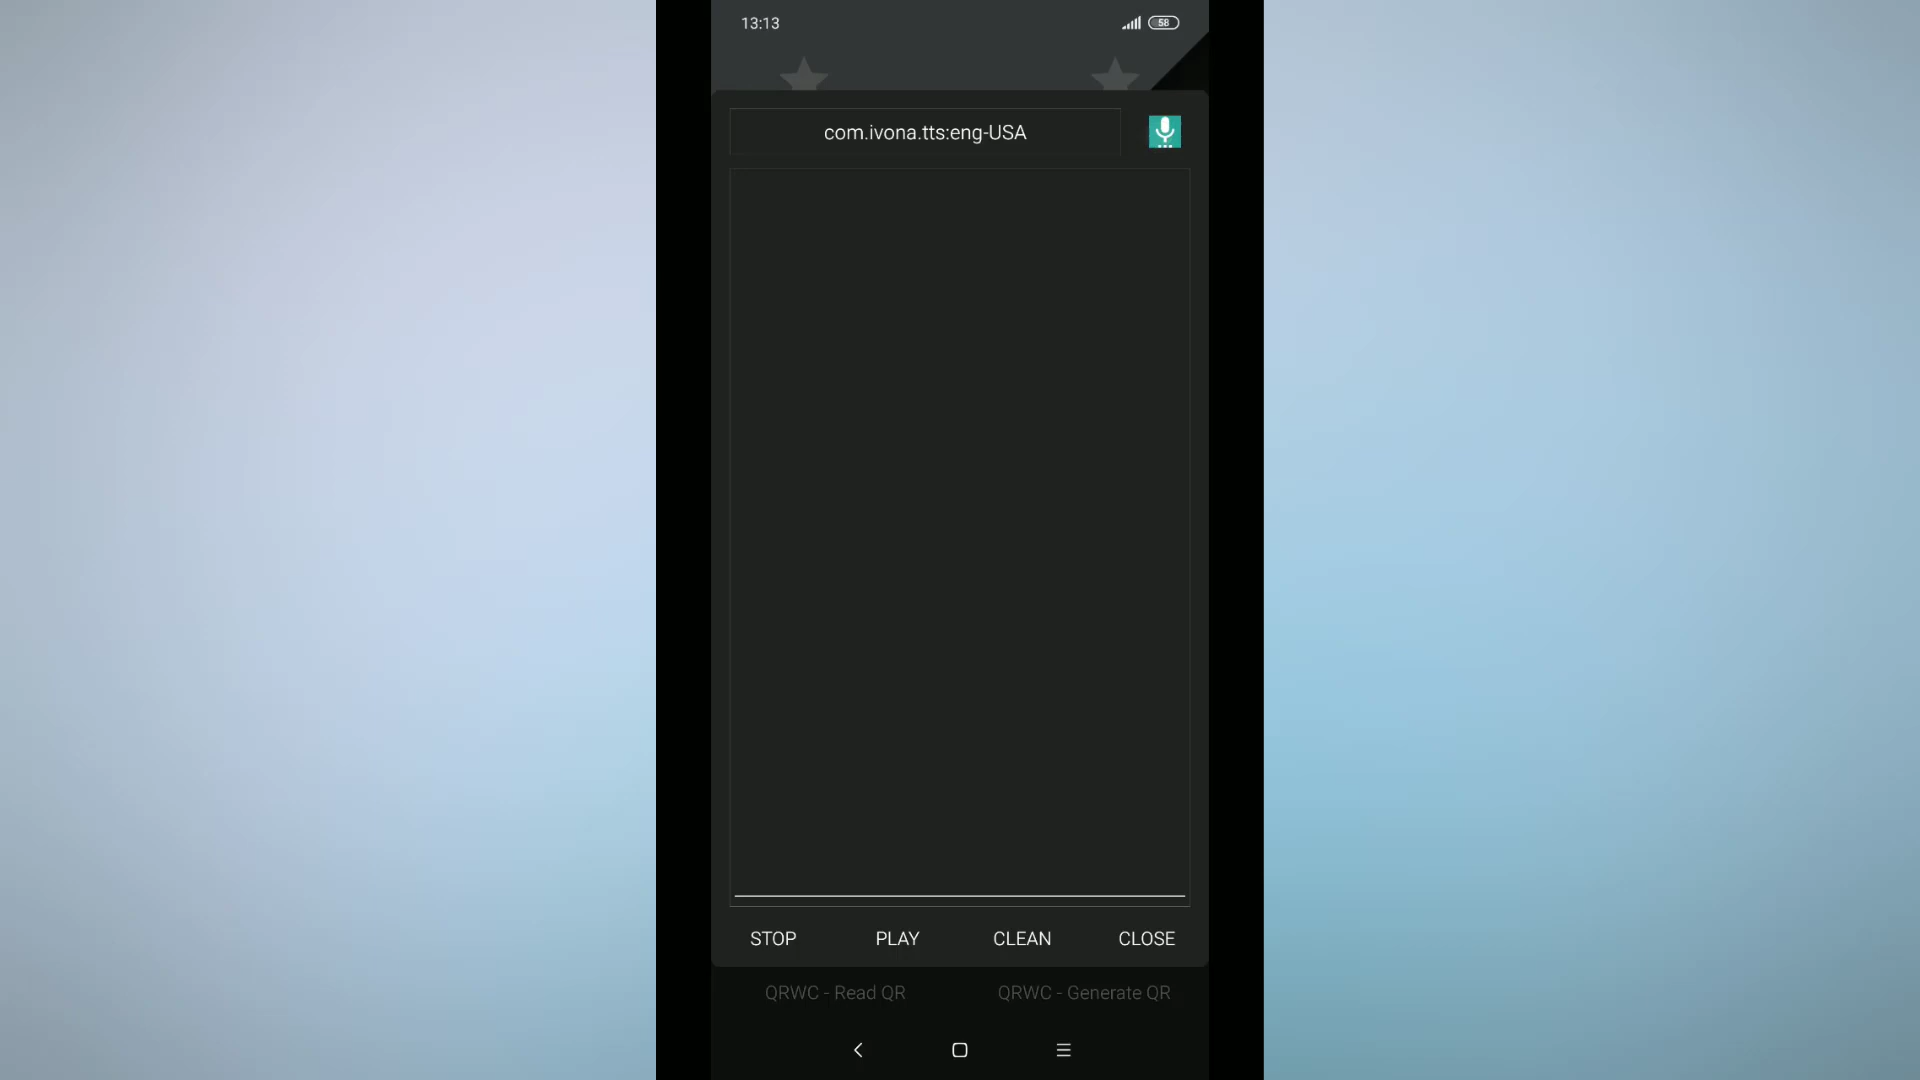 13:13
58
com.ivona.tts:eng-USA
STOP PLAY CLEAN CLOSE
QRWC - Read QR QRWC - Generate QR